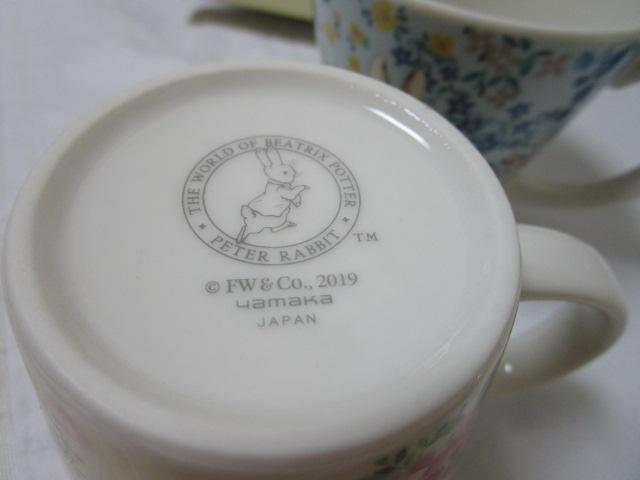 THE WORLD OF BEATRIX POTTER
PETER RABBIT
TM
© FW & Co., 2019
yamaka
JAPAN